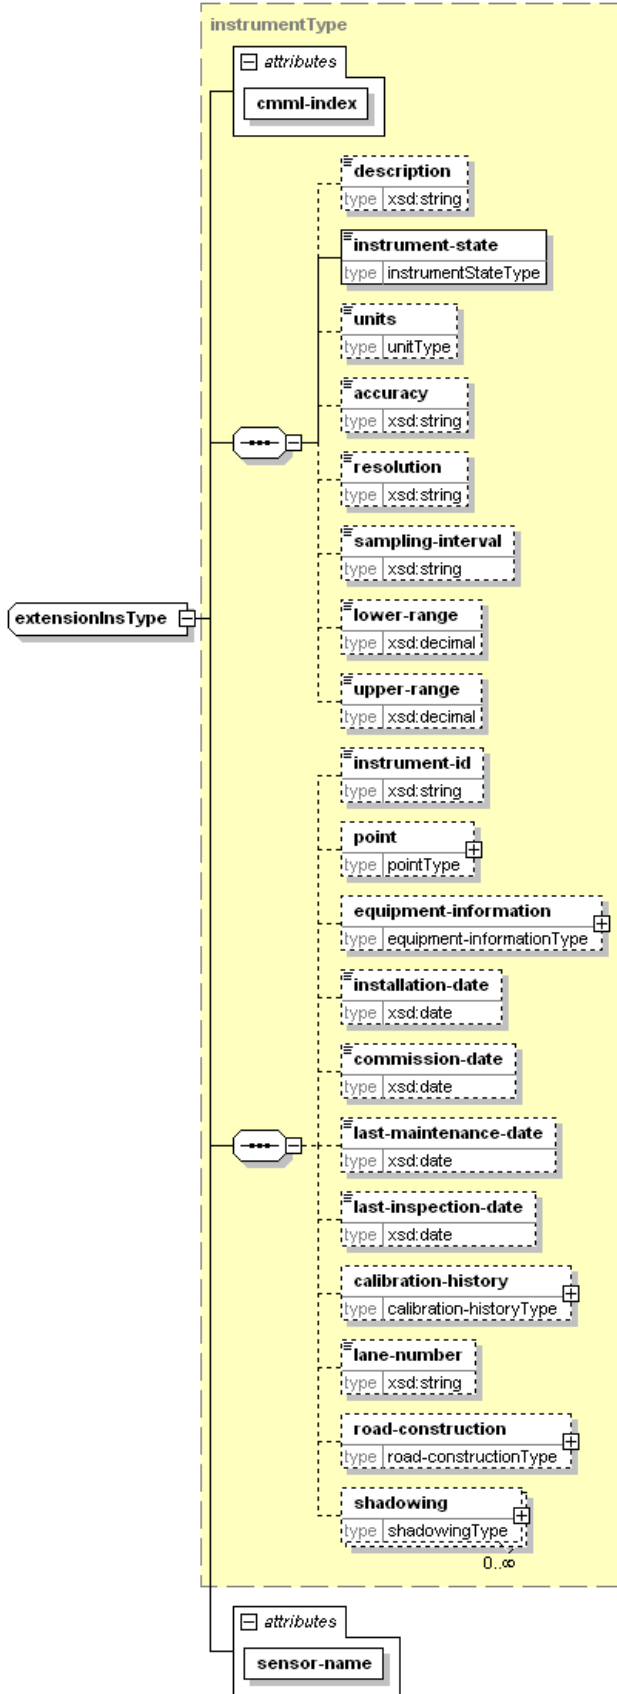 instrumentType
attributes
cmml-index
description
type xsd:string
instrument-state
type instrumentStateType
units
type unitType
accuracy
type xsd:string
resolution
type xsd:string
sampling-interval
type xsd:string
extensionInsType
lower-range
type xsd:decimal
upper-range
type xsd:decimal
instrument-id
type xsd:string
point
type pointType
equipment-information
type equipment-informationType
installation-date
type xsd:date
commission-date
type xsd:date
last-maintenance-date
type xsd:date
last-inspection-date
type xsd:date
calibration-history
type calibration-historyType
lane-number
type xsd:string
road-construction
type road-constructionType
shadowing
type shadowingType
0..∞
attributes
sensor-name